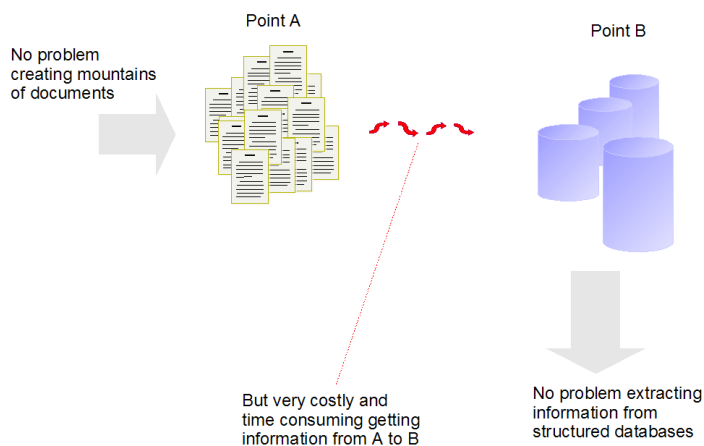 Point A
Point B
No problem
creating mountains
of documents
But very costly and
time consuming getting
information from A to B
No problem extracting
information from
structured databases